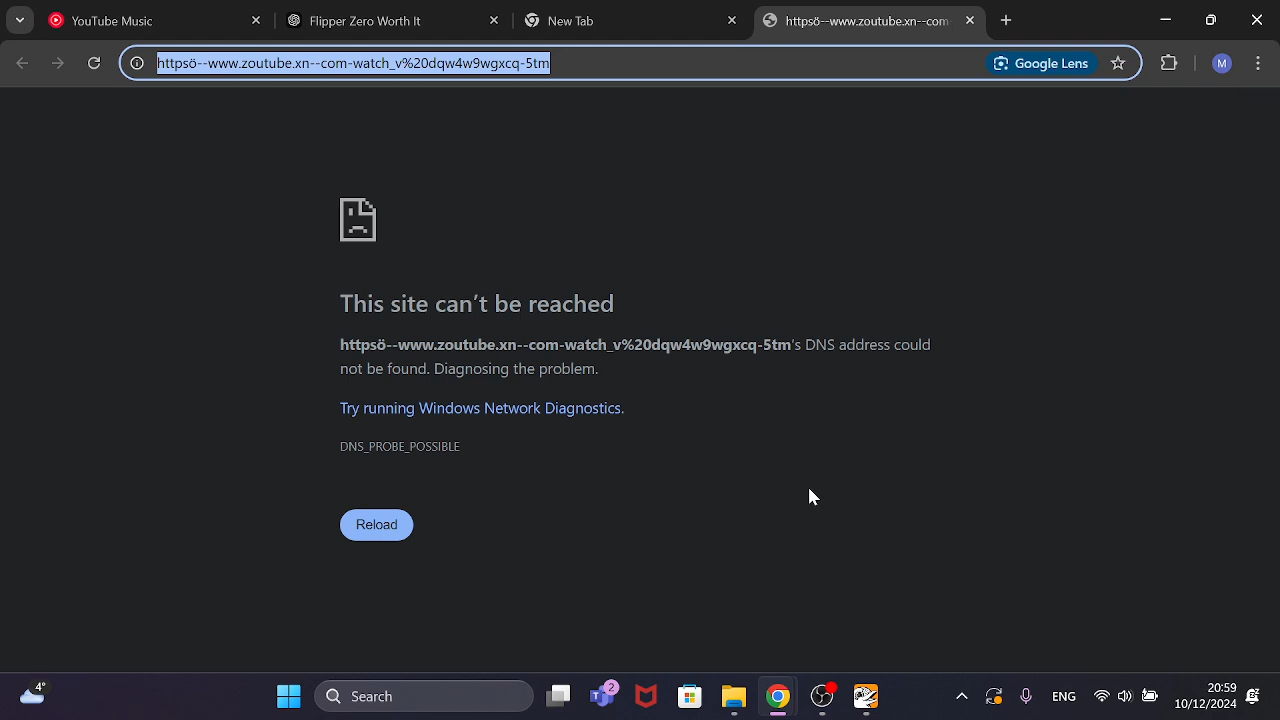 YouTube Music
Flipper Zero Worth It
New Tab
httpsö--www.zoutube.xn--com
httpsö--www.zoutube.xn--com-watch_v%20dqw4w9wgxcq-5tm
Google Lens
M
This site can't be reached
httpsö--www.zoutube.xn--com-watch_v%20dqw4w9wgxcq-5tm's DNS address could
not be found. Diagnosing the problem.
Try running Windows Network Diagnostics.
DNS_PROBE_POSSIBLE
Reload
4°
Search
2
ENG
20:59
10/12/2024